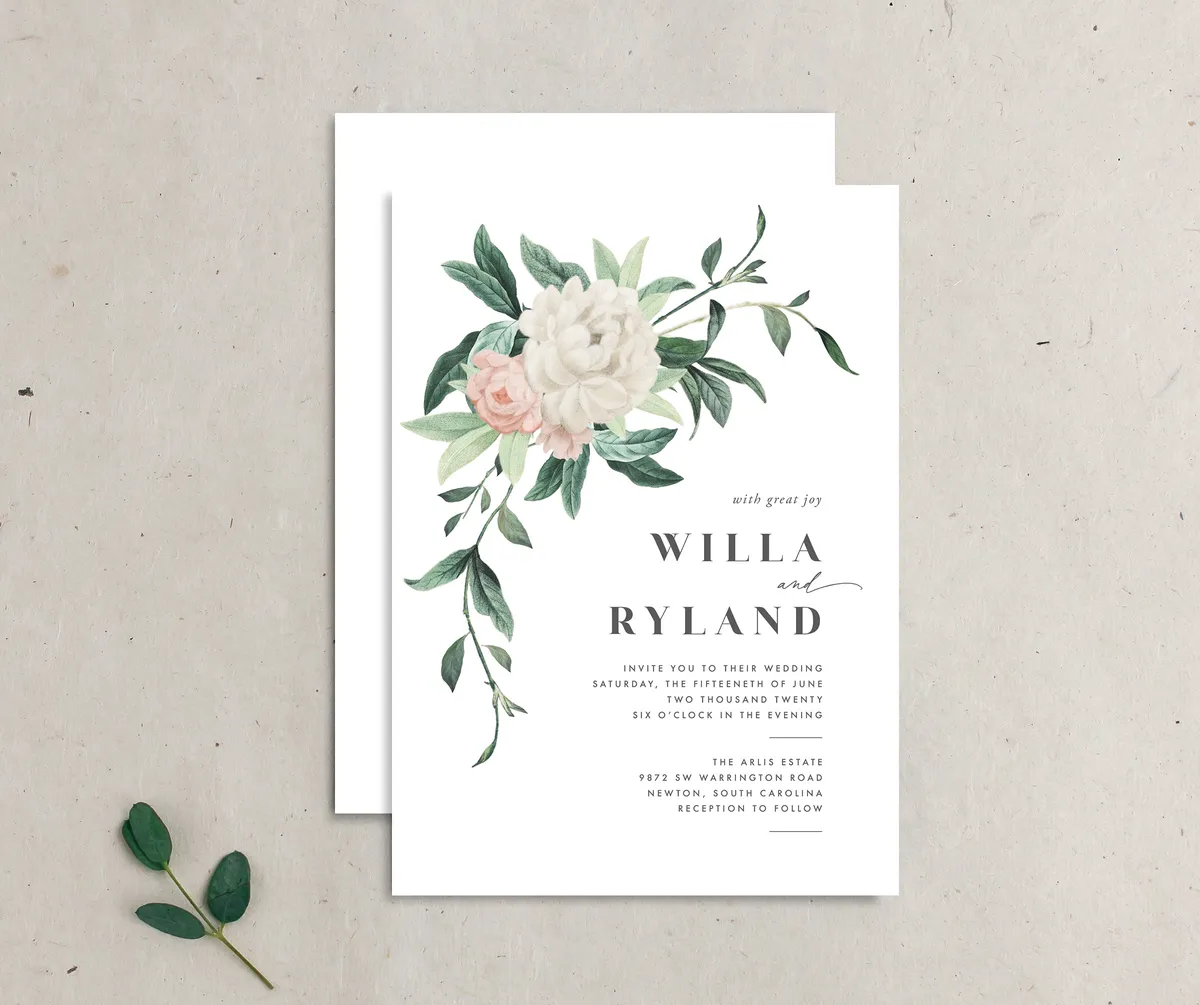 with great joy
WILLA
and
RYLAND
INVITE YOU TO THEIR WEDDING
SATURDAY, THE FIFTEENETH OF JUNE
TWO THOUSAND TWENTY
SIX O'CLOCK IN THE EVENING
THE ARLIS ESTATE
9872 SW WARRINGTON ROAD
NEWTON, SOUTH CAROLINA
RECEPTION TO FOLLOW